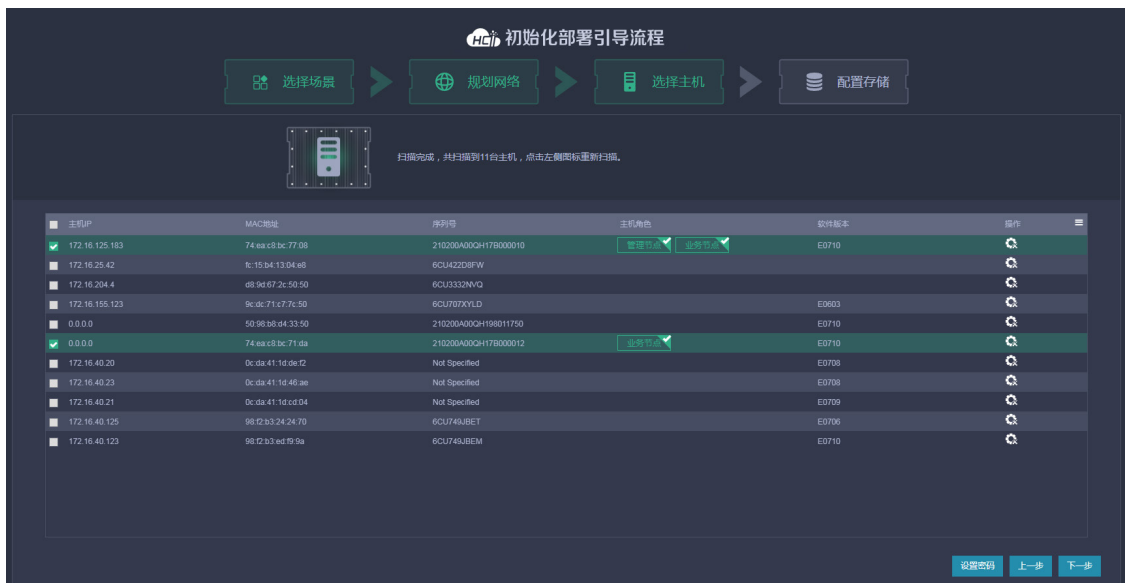 HCI 初始化部署引导流程
选择场景 规划网络 选择主机 配置存储
扫描完成，共扫描到11台主机，点击左侧图标重新扫描。
主机IP MAC地址 序列号 主机角色 软件版本 操作
172.16.125.183 74:ea:c8:bc:77:08 210200A00QH17B000010 管理节点 业务节点 E0710
172.16.25.42 fc:15:b4:13:04:e8 6CU422D8FW
172.16.204.4 d8:9d:67:2c:50:50 6CU3332NVQ
172.16.155.123 9c:dc:71:c7:7c:50 6CU707XYLD E0603
0.0.0.0 50:98:b8:d4:33:50 210200A00QH198011750 E0710
0.0.0.0 74:ea:c8:bc:71:da 210200A00QH17B000012 业务节点 E0710
172.16.40.20 0c:da:41:1d:de:f2 Not Specified E0708
172.16.40.23 0c:da:41:1d:46:ae Not Specified E0708
172.16.40.21 0c:da:41:1d:cd:04 Not Specified E0709
172.16.40.125 98:f2:b3:24:24:70 6CU749JBET E0706
172.16.40.123 98:f2:b3:ed:f9:9a 6CU749JBEM E0710
设置密码 上一步 下一步